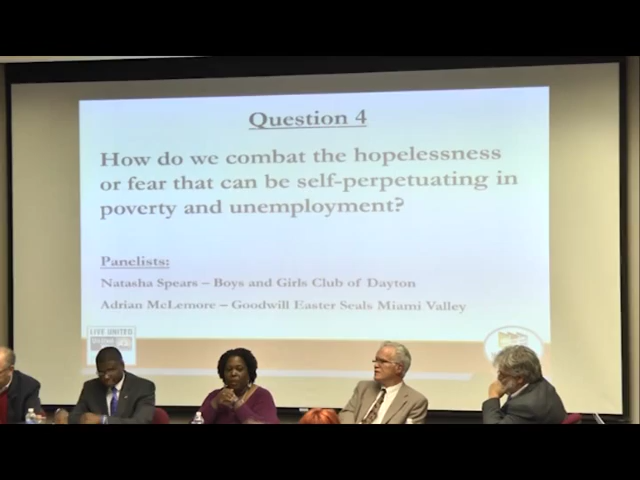 Question 4
How do we combat the hopelessness
or fear that can be self-perpetuating in
poverty and unemployment?
Panelists:
Natasha Spears – Boys and Girls Club of Dayton
Adrian McLemore – Goodwill Easter Seals Miami Valley
LIVE UNITED